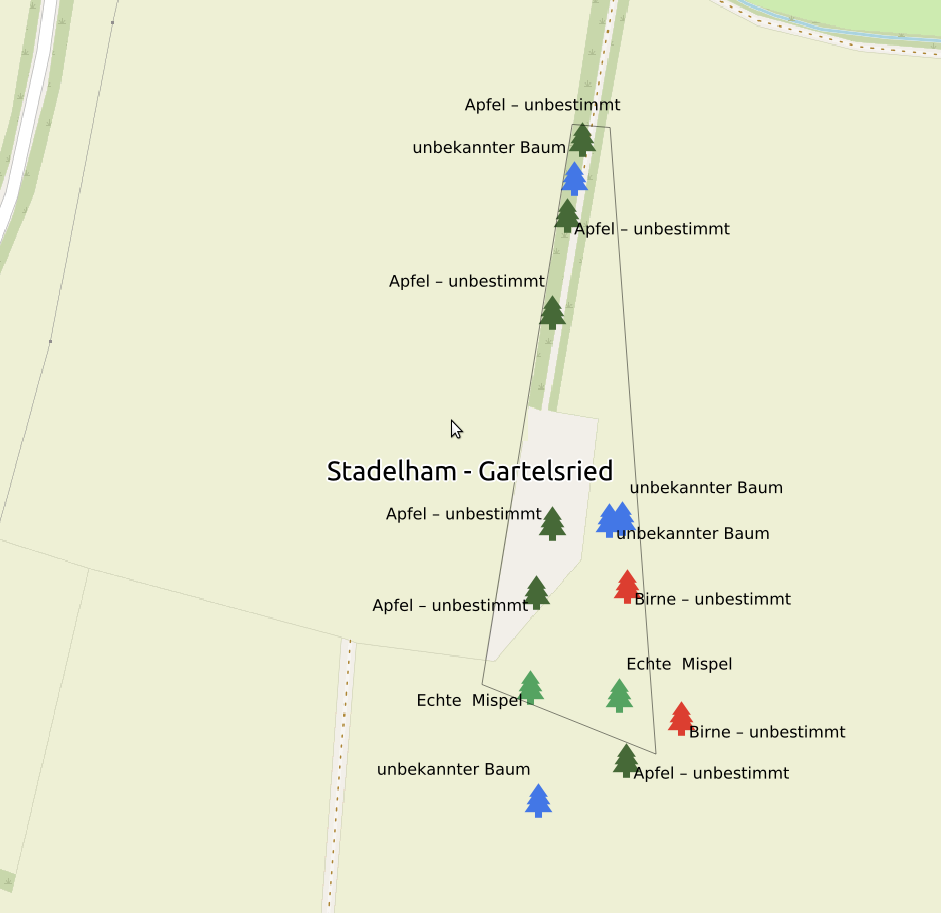 Apfel – unbestimmt
unbekannter Baum
Apfel – unbestimmt
Apfel – unbestimmt
Stadelham - Gartelsried
unbekannter Baum
Apfel – unbestimmt
unbekannter Baum
Birne – unbestimmt
Apfel – unbestimmt
Echte  Mispel
Echte  Mispel
Birne – unbestimmt
unbekannter Baum
Apfel – unbestimmt